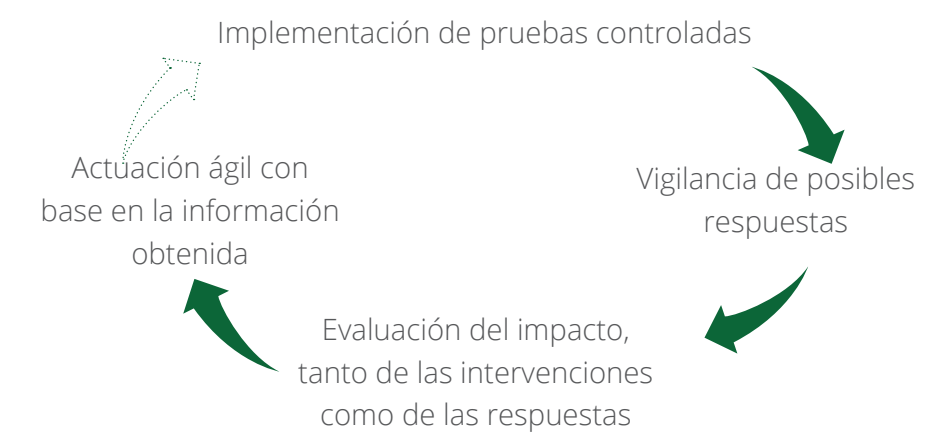 Implementación de pruebas controladas
Vigilancia de posibles
respuestas
Evaluación del impacto,
tanto de las intervenciones
como de las respuestas
Actuación ágil con
base en la información
obtenida